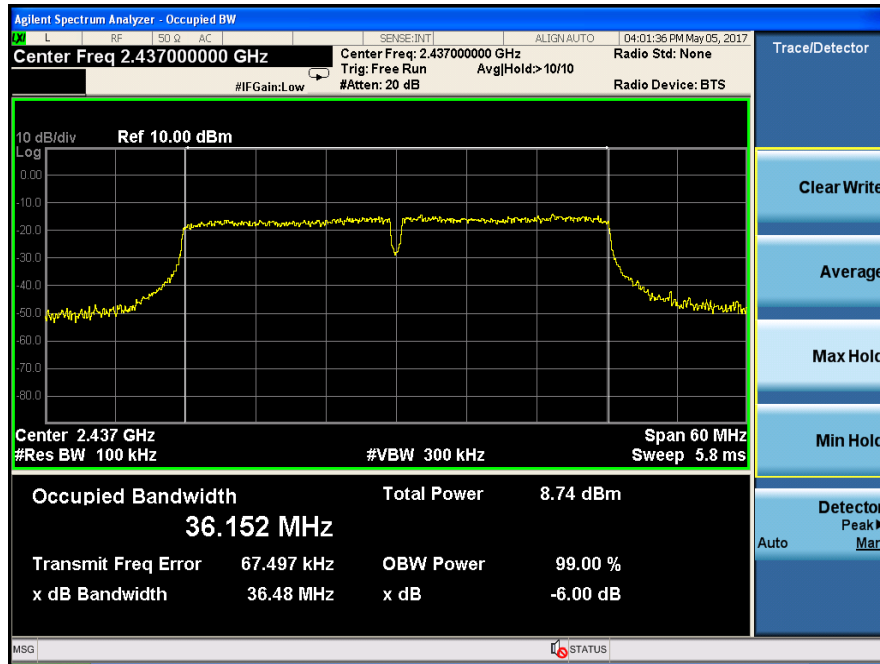 Agilent Spectrum Analyzer - Occupied BW
LXI L RF 50 Ω AC SENSE:INT ALIGN AUTO 04:01:36 PM May 05, 2017
Center Freq 2.437000000 GHz
Center Freq: 2.437000000 GHz
Radio Std: None
Trig: Free Run Avg|Hold:>10/10
#IFGain:Low
#Atten: 20 dB
Radio Device: BTS
10 dB/div Ref 10.00 dBm
Log
0.00
-10.0
-20.0
-30.0
-40.0
-50.0
-60.0
-70.0
-80.0
Center 2.437 GHz Span 60 MHz
#Res BW 100 kHz #VBW 300 kHz Sweep 5.8 ms
Occupied Bandwidth Total Power 8.74 dBm
36.152 MHz
Transmit Freq Error 67.497 kHz OBW Power 99.00 %
x dB Bandwidth 36.48 MHz x dB -6.00 dB
MSG STATUS
Trace/Detector
Clear Write
Average
Max Hold
Min Hold
Detector
Peak
Auto Man